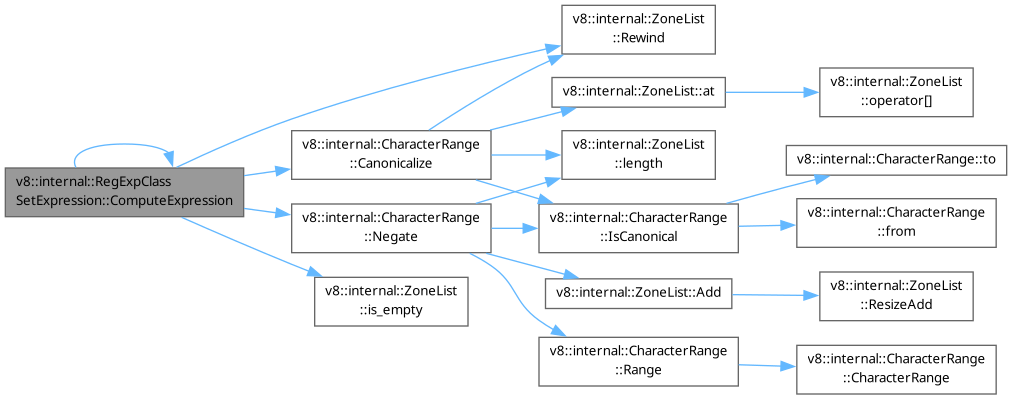 v8::internal::RegExpClass
SetExpression::ComputeExpression
v8::internal::CharacterRange
::Canonicalize
v8::internal::CharacterRange
::Negate
v8::internal::ZoneList
::is_empty
v8::internal::ZoneList
::Rewind
v8::internal::ZoneList::at
v8::internal::ZoneList
::length
v8::internal::CharacterRange
::IsCanonical
v8::internal::ZoneList::Add
v8::internal::CharacterRange
::Range
v8::internal::ZoneList
::operator[]
v8::internal::CharacterRange::to
v8::internal::CharacterRange
::from
v8::internal::ZoneList
::ResizeAdd
v8::internal::CharacterRange
::CharacterRange